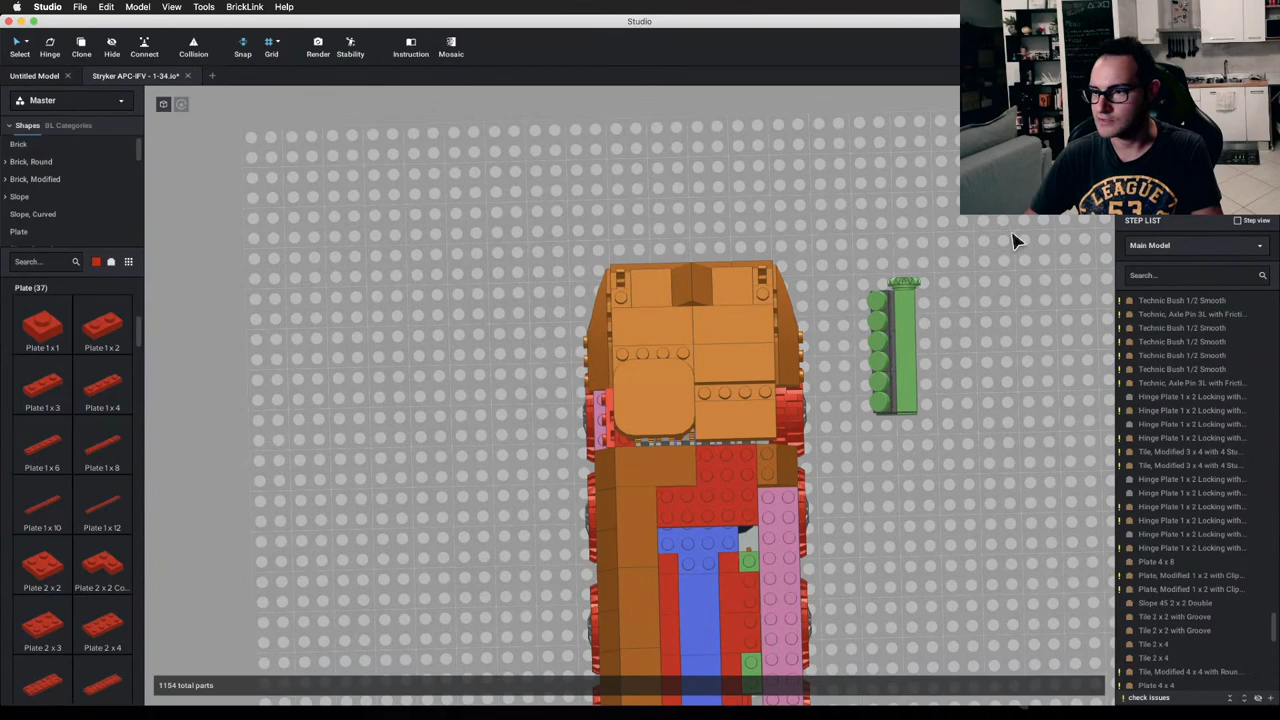 Studio File Edit Model View Tools BrickLink Help
Studio
Select Hinge Clone Hide Connect Collision Snap Grid Render Stability Instruction Mosaic
Untitled Model × Stryker APC-IFV - 1-34.io* × +
Master
Shapes BL Categories
Brick
Brick, Round
Brick, Modified
Slope
Slope, Curved
Plate
Search...
Plate (37)
Plate 1 x 1 Plate 1 x 2
Plate 1 x 3 Plate 1 x 4
Plate 1 x 6 Plate 1 x 8
Plate 1 x 10 Plate 1 x 12
Plate 2 x 2 Plate 2 x 2 Co...
Plate 2 x 3 Plate 2 x 4
1154 total parts
LEAGUE
53
STEP LIST Step view
Main Model
Search...
Technic Bush 1/2 Smooth
Technic, Axle Pin 3L with Fricti...
Technic Bush 1/2 Smooth
Technic Bush 1/2 Smooth
Technic Bush 1/2 Smooth
Technic Bush 1/2 Smooth
Technic, Axle Pin 3L with Fricti...
Hinge Plate 1 x 2 Locking with...
Hinge Plate 1 x 2 Locking with...
Hinge Plate 1 x 2 Locking with...
Hinge Plate 1 x 2 Locking with...
Tile, Modified 3 x 4 with 4 Stu...
Tile, Modified 3 x 4 with 4 Stu...
Hinge Plate 1 x 2 Locking with...
Hinge Plate 1 x 2 Locking with...
Hinge Plate 1 x 2 Locking with...
Hinge Plate 1 x 2 Locking with...
Hinge Plate 1 x 2 Locking with...
Hinge Plate 1 x 2 Locking with...
Plate 4 x 8
Plate, Modified 1 x 2 with Clip...
Plate, Modified 1 x 2 with Clip...
Slope 45 2 x 2 Double
Tile 2 x 2 with Groove
Tile 2 x 2 with Groove
Tile 2 x 4
Tile 2 x 4
Tile, Modified 4 x 4 with Roun...
Plate 4 x 4
check issues